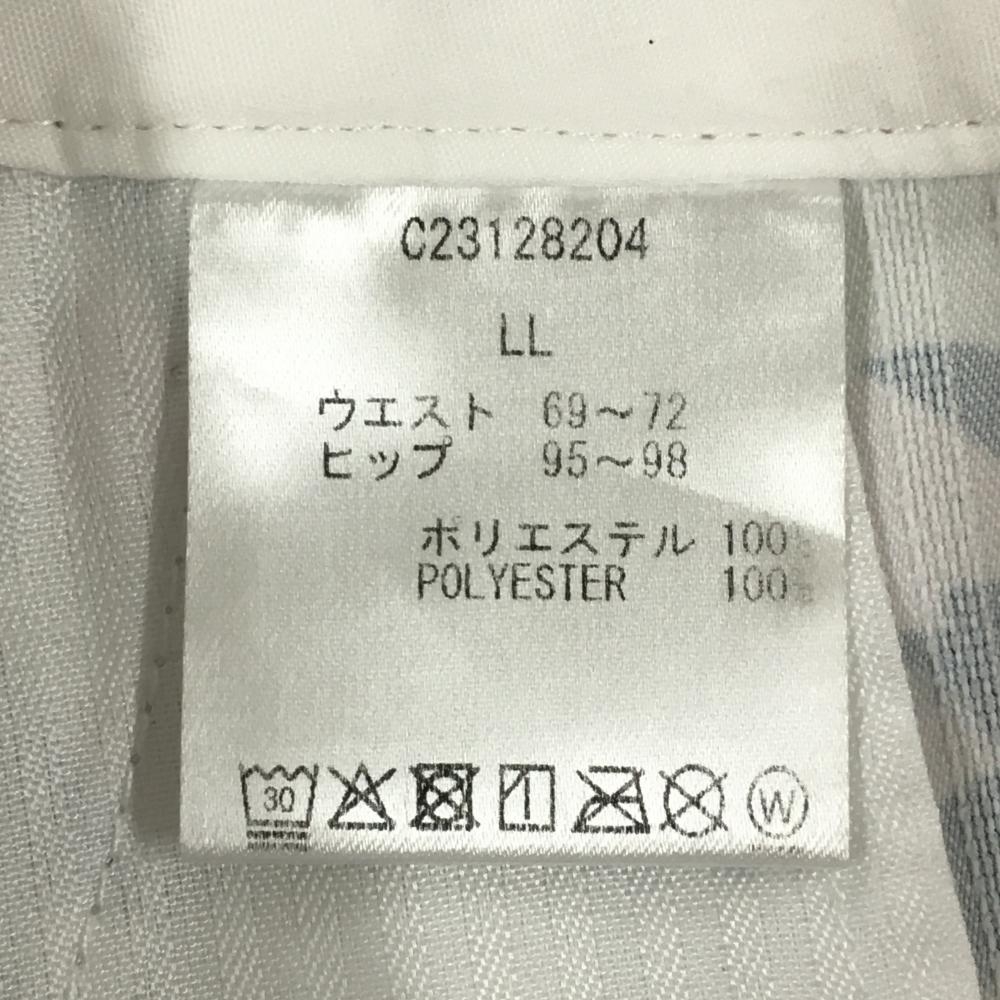 C23128204
LL
ウエスト 69～72
ヒップ 95～98
ポリエステル 100%
POLYESTER 100%
30
W